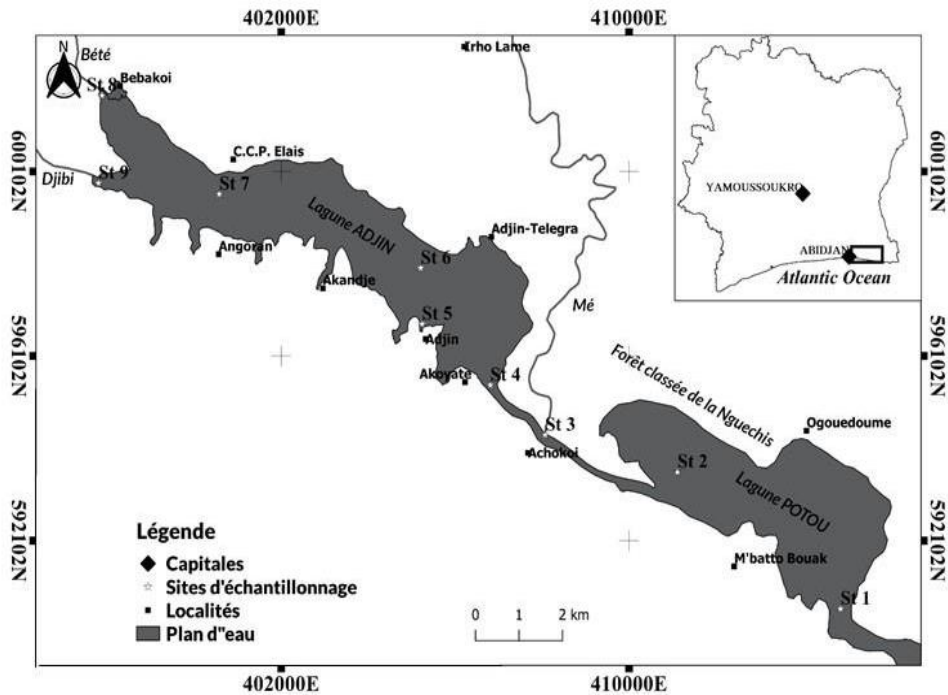 402000E
410000E
N
Bété
Bebakoi
St 8
Irho Lame
600102N
600102N
C.C.P. Elais
Djibi
St 9
St 7
Lagune ADJIN
Adjin-Telegra
Angoran
St 6
Akandje
Mé
St 5
Adjin
596102N
596102N
Akoyate
St 4
Forêt classée de la Nguechis
St 3
Achokoi
Ogouedoume
St 2
Lagune POTOU
592102N
592102N
M'batto Bouak
St 1
YAMOUSSOUKRO
ABIDJAN
Atlantic Ocean
Légende
Capitales
Sites d'échantillonnage
Localités
Plan d"eau
0 1 2 km
402000E
410000E